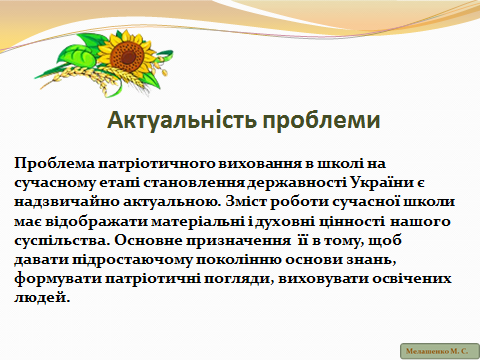 Актуальність проблеми
Проблема патріотичного виховання в школі на
сучасному етапі становлення державності України є
надзвичайно актуальною. Зміст роботи сучасної школи
має відображати матеріальні і духовні цінності нашого
суспільства. Основне призначення її в тому, щоб
давати підростаючому поколінню основи знань,
формувати патріотичні погляди, виховувати освічених
людей.
Мелашенко М. С.